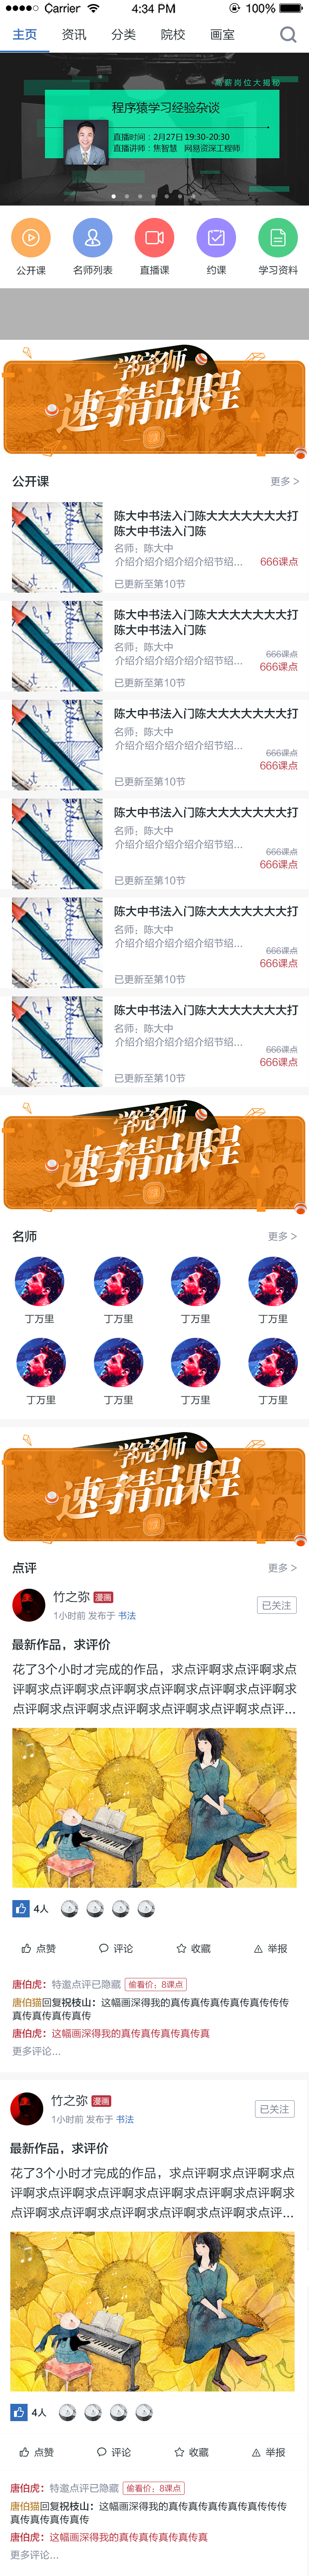 Carrier 4:34 PM 100%
主页 资讯 分类 院校 画室
高薪岗位大揭秘
程序猿学习经验杂谈
直播时间：2月27日 19:30-20:30
直播讲师：焦智慧 网易资深工程师
公开课 名师列表 直播课 约课 学习资料
学院名师
速写精品课程
公开课 更多 >
陈大中书法入门陈大大大大大大大打
陈大中书法入门陈
名师：陈大中
介绍介绍介绍介绍介绍节绍... 666课点
已更新至第10节
陈大中书法入门陈大大大大大大大打
陈大中书法入门陈
名师：陈大中
666课点
介绍介绍介绍介绍介绍节绍... 666课点
已更新至第10节
陈大中书法入门陈大大大大大大大打
名师：陈大中
介绍介绍介绍介绍介绍节绍...
666课点
666课点
已更新至第10节
陈大中书法入门陈大大大大大大大打
名师：陈大中
介绍介绍介绍介绍介绍节绍...
666课点
666课点
已更新至第10节
陈大中书法入门陈大大大大大大大打
名师：陈大中
介绍介绍介绍介绍介绍节绍...
666课点
666课点
已更新至第10节
陈大中书法入门陈大大大大大大大打
名师：陈大中
介绍介绍介绍介绍介绍节绍...
666课点
666课点
已更新至第10节
学院名师
速写精品课程
名师 更多 >
丁万里 丁万里 丁万里 丁万里
丁万里 丁万里 丁万里 丁万里
学院名师
速写精品课程
点评 更多 >
竹之弥 漫画
1小时前 发布于 书法 已关注
最新作品，求评价
花了3个小时才完成的作品，求点评啊求点评啊求点
评啊求点评啊求点评啊求点评啊求点评啊求点评啊求
点评啊求点评啊求点评啊求点评啊求点评啊求点评...
4人
点赞 评论 收藏 举报
唐伯虎：特邀点评已隐藏 偷看价：8课点
唐伯猫回复祝枝山：这幅画深得我的真传真传真传真传真传传传
真传真传真传真传
唐伯虎：这幅画深得我的真传真传真传真传真
更多评论...
竹之弥 漫画
1小时前 发布于 书法 已关注
最新作品，求评价
花了3个小时才完成的作品，求点评啊求点评啊求点
评啊求点评啊求点评啊求点评啊求点评啊求点评啊求
点评啊求点评啊求点评啊求点评啊求点评啊求点评...
4人
点赞 评论 收藏 举报
唐伯虎：特邀点评已隐藏 偷看价：8课点
唐伯猫回复祝枝山：这幅画深得我的真传真传真传真传真传传传
真传真传真传真传
唐伯虎：这幅画深得我的真传真传真传真传真
更多评论...